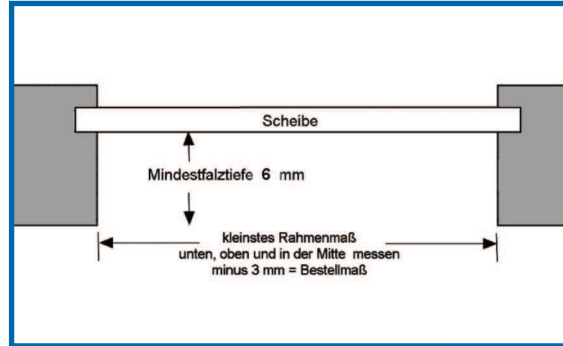 Scheibe
Mindestfalztiefe 6 mm
kleinstes Rahmenmaß
unten, oben und in der Mitte messen
minus 3 mm = Bestellmaß